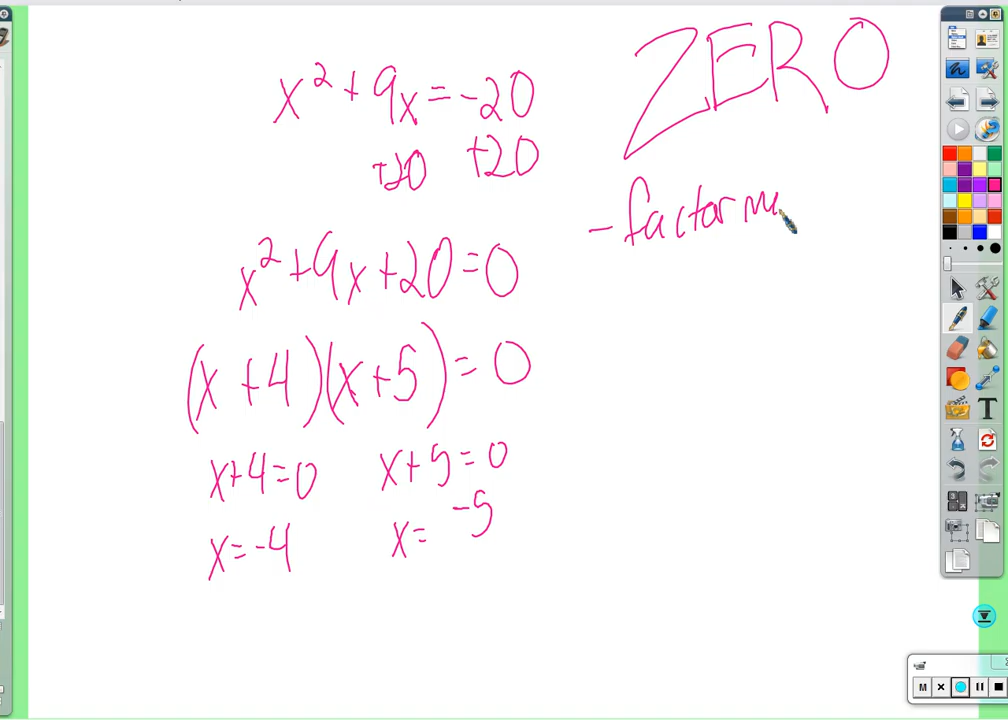 x² + 9x = -20
+20 +20
x² + 9x + 20 = 0
(x + 4)(x + 5) = 0
x + 4 = 0 x + 5 = 0
x = -4 x = -5
ZERO
- factor
M